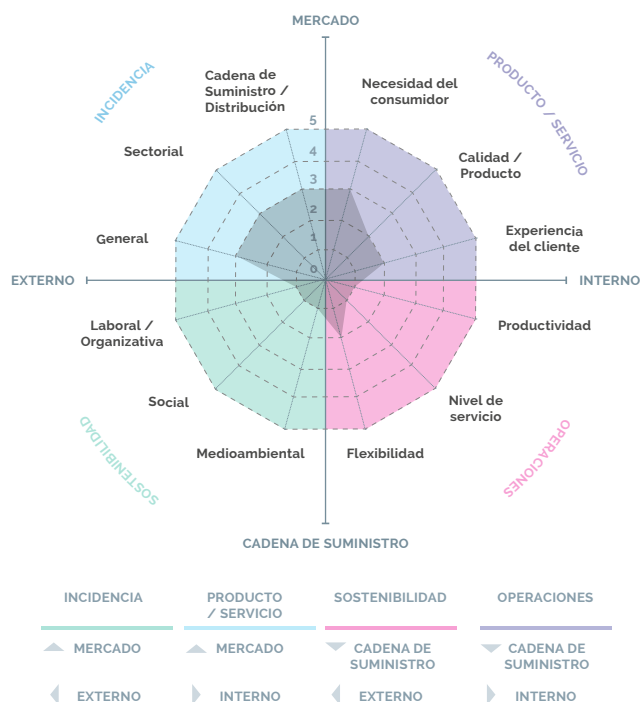 MERCADO
INCIDENCIA
PRODUCTO / SERVICIO
Cadena de
Suministro /
Distribución
Necesidad del
consumidor
5
4
3
2
1
0
Sectorial
Calidad /
Producto
General
Experiencia
del cliente
EXTERNO
INTERNO
Laboral /
Organizativa
Productividad
Social
Nivel de
servicio
Medioambiental
Flexibilidad
SOSTENIBILIDAD
OPERACIONES
CADENA DE SUMINISTRO
INCIDENCIA
PRODUCTO
/ SERVICIO
SOSTENIBILIDAD
OPERACIONES
MERCADO
MERCADO
CADENA DE
SUMINISTRO
CADENA DE
SUMINISTRO
EXTERNO
INTERNO
EXTERNO
INTERNO